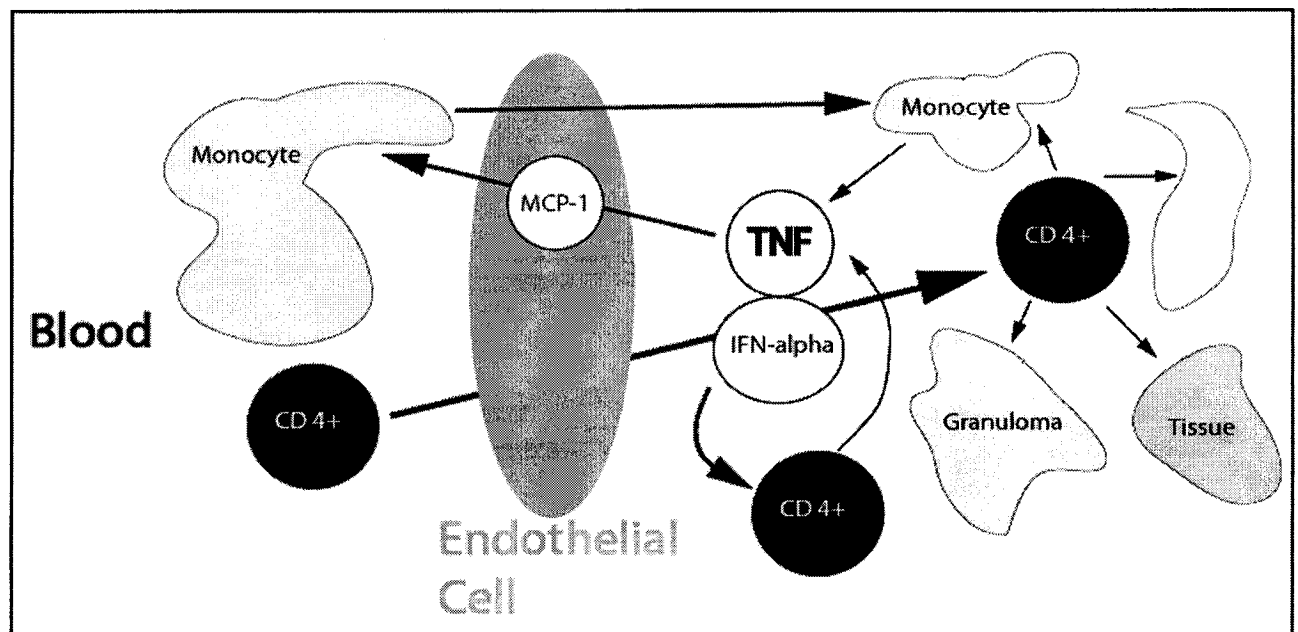 Monocyte
Monocyte
MCP-1
TNF
CD 4+
Blood
IFN-alpha
CD 4+
Granuloma
Tissue
CD 4+
Endothelial
Cell